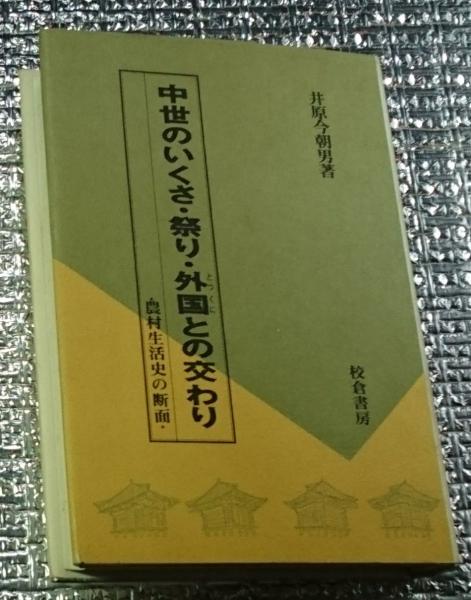 井原今朝男著
中世のいくさ・祭り・外国との交わり
とつくに
・農村生活史の断面・
校倉書房